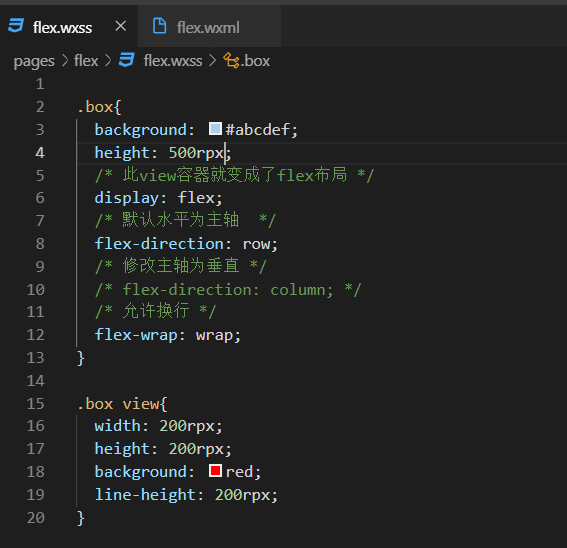 flex.wxss
flex.wxml
pages > flex > flex.wxss > .box
1
2 .box{
3 background: #abcdef;
4 height: 500rpx;
5 /* 此view容器就变成了flex布局 */
6 display: flex;
7 /* 默认水平为主轴  */
8 flex-direction: row;
9 /* 修改主轴为垂直 */
10 /* flex-direction: column; */
11 /* 允许换行 */
12 flex-wrap: wrap;
13 }
14
15 .box view{
16 width: 200rpx;
17 height: 200rpx;
18 background: red;
19 line-height: 200rpx;
20 }